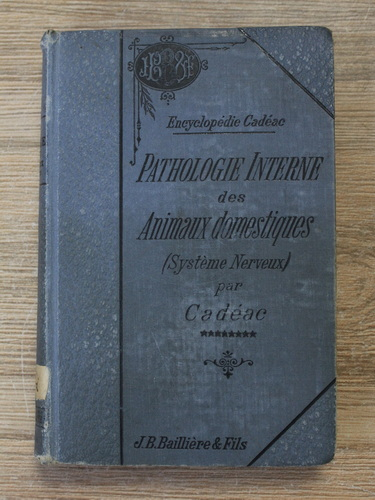 Encyclopédie Cadéac
PATHOLOGIE INTERNE
des
Animaux domestiques
(Système Nerveux)
par
Cadéac
********
J.B. Baillière & Fils